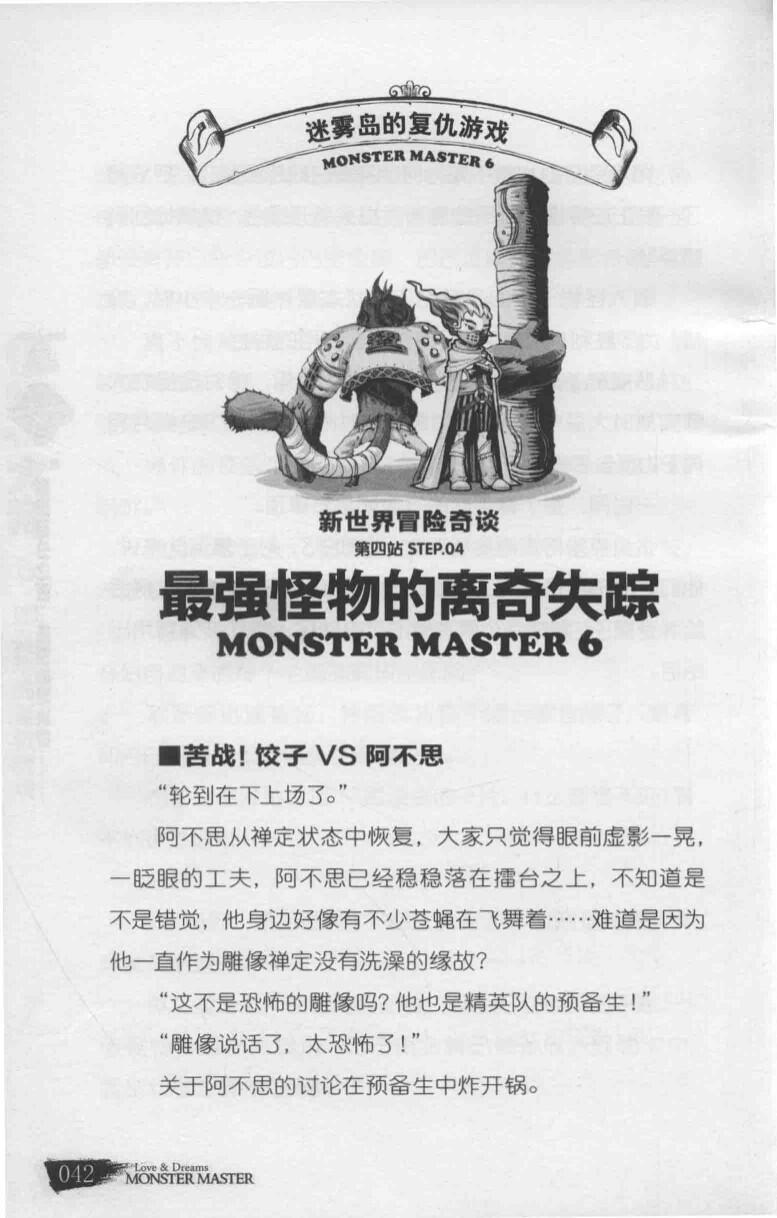 迷雾岛的复仇游戏
MONSTER MASTER 6
新世界冒险奇谈
第四站 STEP.04
最强怪物的离奇失踪
MONSTER MASTER 6
■苦战！饺子 VS 阿不思
“轮到在下上场了。”
阿不思从禅定状态中恢复，大家只觉得眼前虚影一晃，
一眨眼的工夫，阿不思已经稳稳落在擂台之上，不知道是
不是错觉，他身边好像有不少苍蝇在飞舞着……难道是因为
他一直作为雕像禅定没有洗澡的缘故？
“这不是恐怖的雕像吗？他也是精英队的预备生！”
“雕像说话了，太恐怖了！”
关于阿不思的讨论在预备生中炸开锅。
042
Love & Dreams
MONSTER MASTER